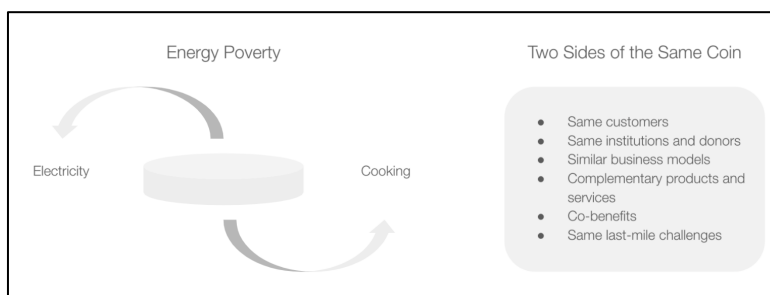 Energy Poverty
Electricity
Cooking
Two Sides of the Same Coin
● Same customers
● Same institutions and donors
● Similar business models
● Complementary products and
services
● Co-benefits
● Same last-mile challenges